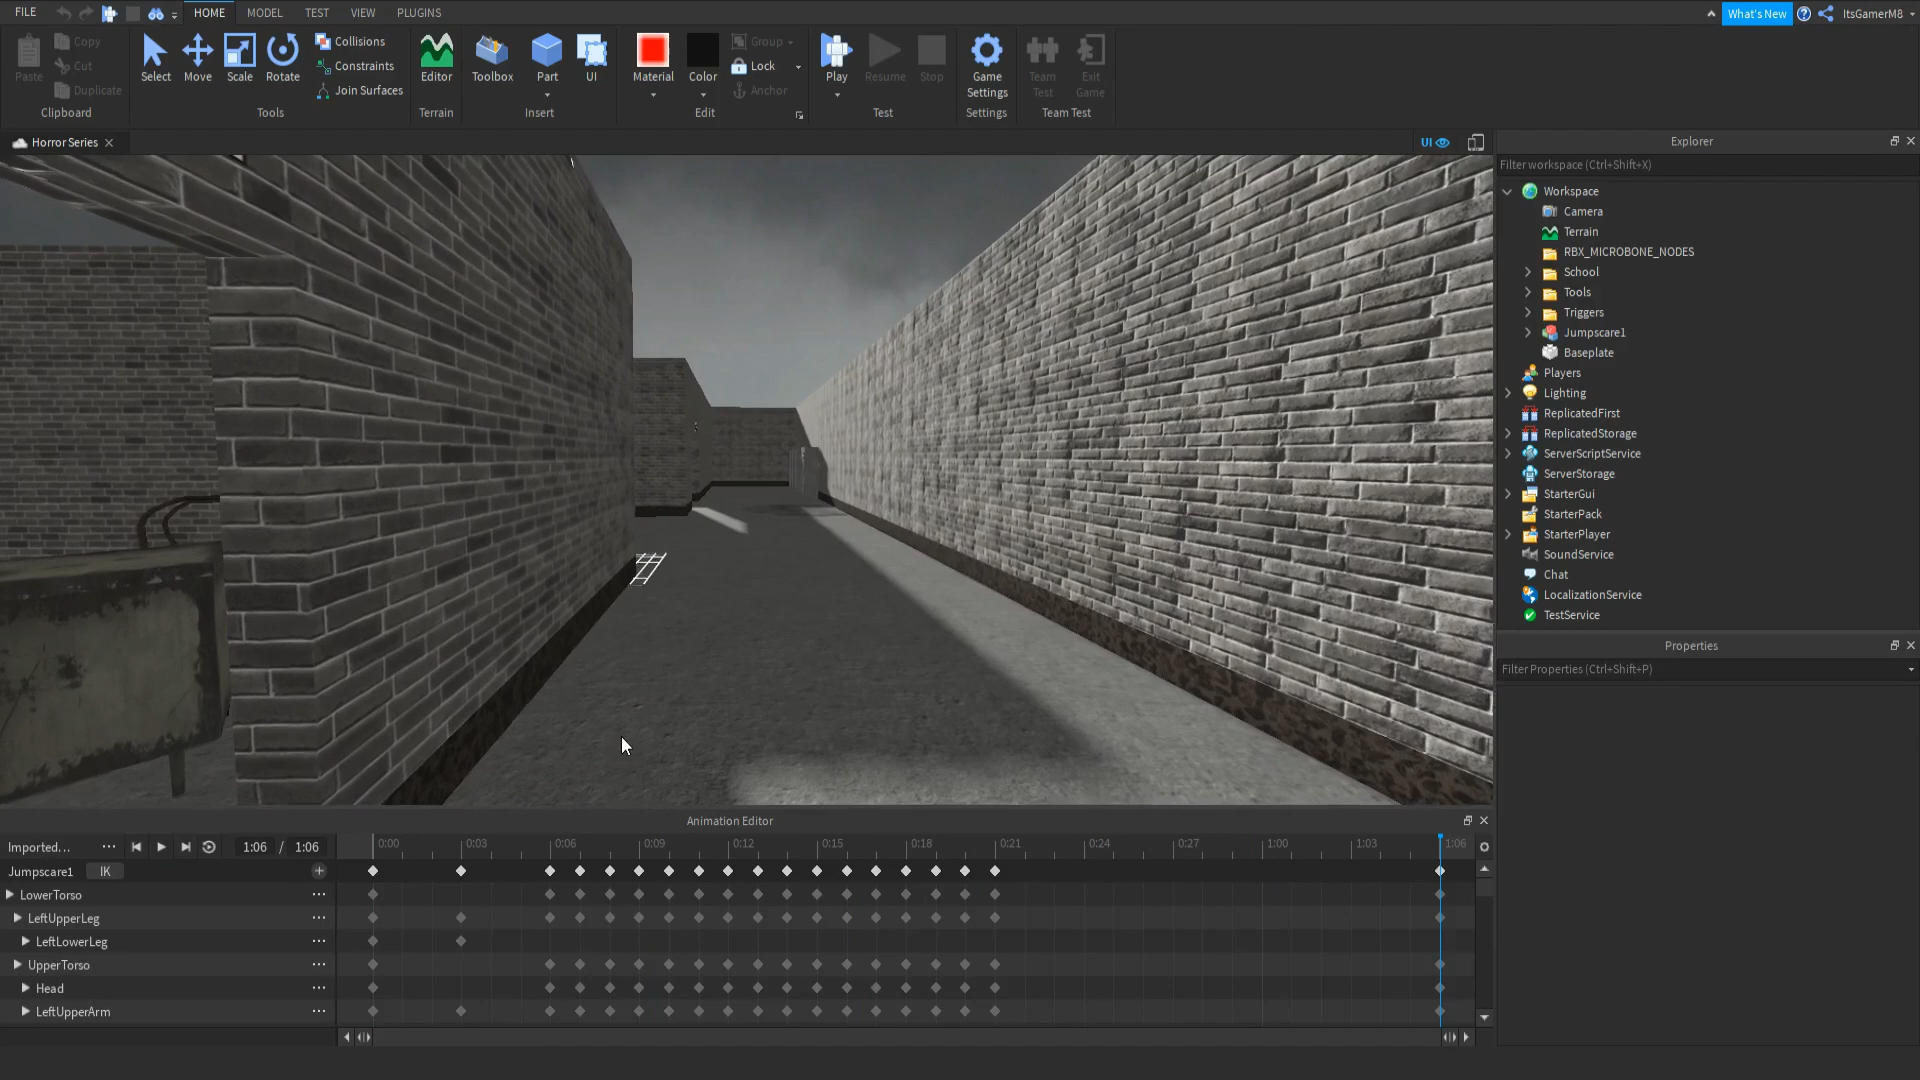 FILE
HOME
MODEL
TEST
VIEW
PLUGINS
What's New
ItsGamerM8
Paste
Copy
Cut
Duplicate
Clipboard
Select
Move
Scale
Rotate
Collisions
Constraints
Join Surfaces
Tools
Editor
Terrain
Toolbox
Part
UI
Insert
Material
Color
Group
Lock
Anchor
Edit
Play
Resume
Stop
Test
Game
Settings
Settings
Team
Test
Exit
Game
Team Test
Horror Series
UI
Explorer
Filter workspace (Ctrl+Shift+X)
Workspace
Camera
Terrain
RBX_MICROBONE_NODES
School
Tools
Triggers
Jumpscare1
Baseplate
Players
Lighting
ReplicatedFirst
ReplicatedStorage
ServerScriptService
ServerStorage
StarterGui
StarterPack
StarterPlayer
SoundService
Chat
LocalizationService
TestService
Properties
Filter Properties (Ctrl+Shift+P)
Animation Editor
Imported...
1:06 / 1:06
0:00
0:03
0:06
0:09
0:12
0:15
0:18
0:21
0:24
0:27
1:00
1:03
1:06
Jumpscare1
IK
LowerTorso
LeftUpperLeg
LeftLowerLeg
UpperTorso
Head
LeftUpperArm